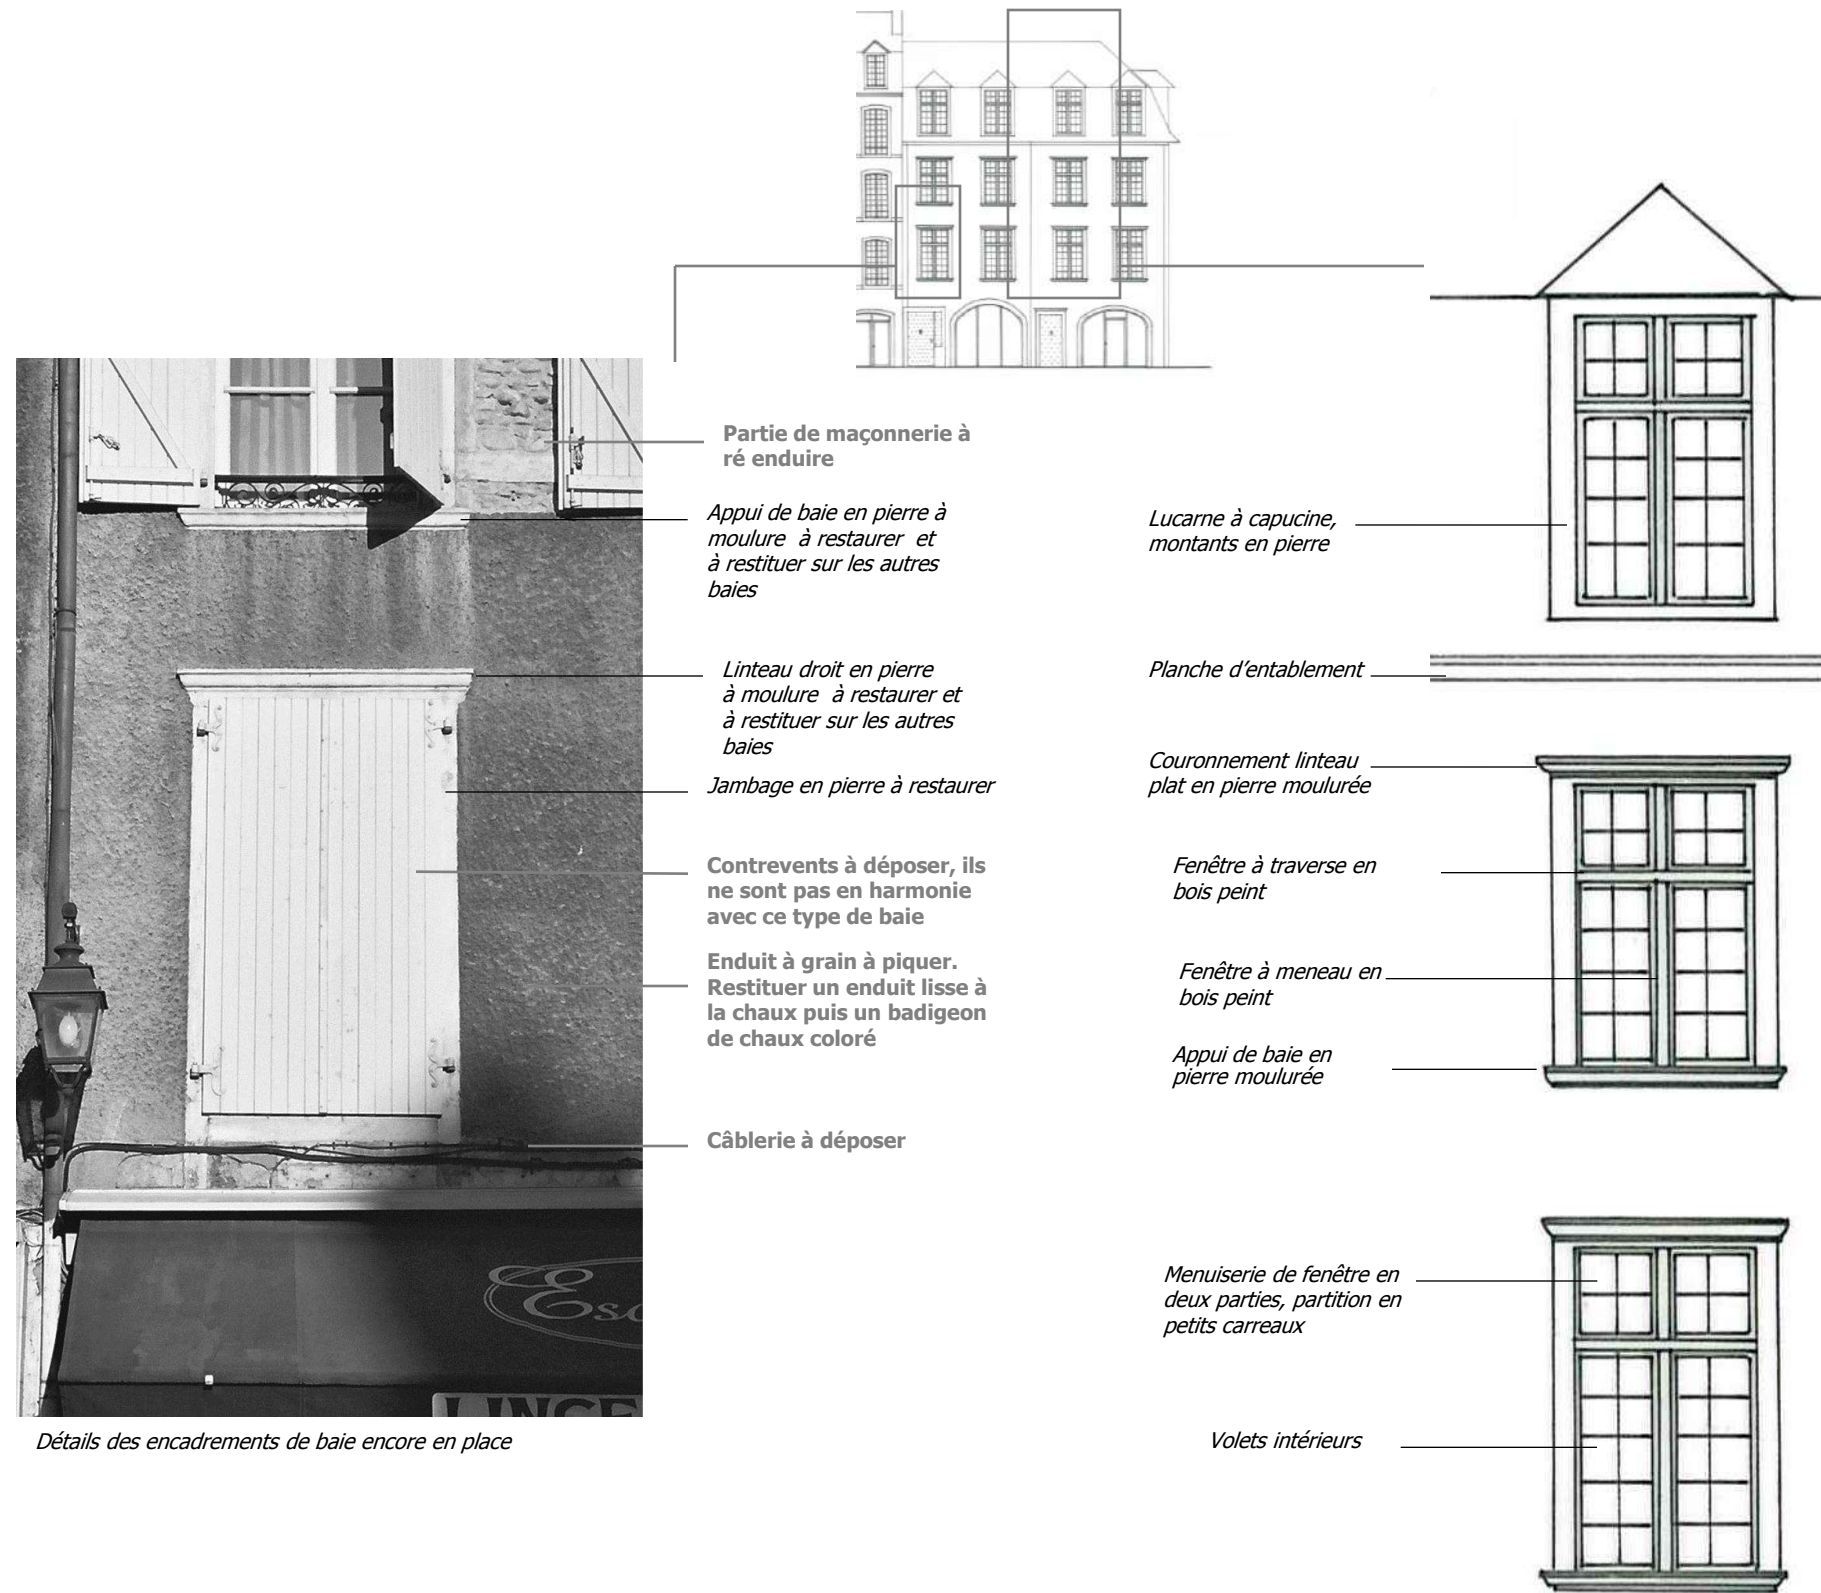 Partie de maçonnerie à
ré enduire
Appui de baie en pierre à
moulure à restaurer et
à restituer sur les autres
baies
Linteau droit en pierre
à moulure à restaurer et
à restituer sur les autres
baies
Jambage en pierre à restaurer
Contrevents à déposer, ils
ne sont pas en harmonie
avec ce type de baie
Enduit à grain à piquer.
Restituer un enduit lisse à
la chaux puis un badigeon
de chaux coloré
Câblerie à déposer
Détails des encadrements de baie encore en place
Lucarne à capucine,
montants en pierre
Planche d’entablement
Couronnement linteau
plat en pierre moulurée
Fenêtre à traverse en
bois peint
Fenêtre à meneau en
bois peint
Appui de baie en
pierre moulurée
Menuiserie de fenêtre en
deux parties, partition en
petits carreaux
Volets intérieurs